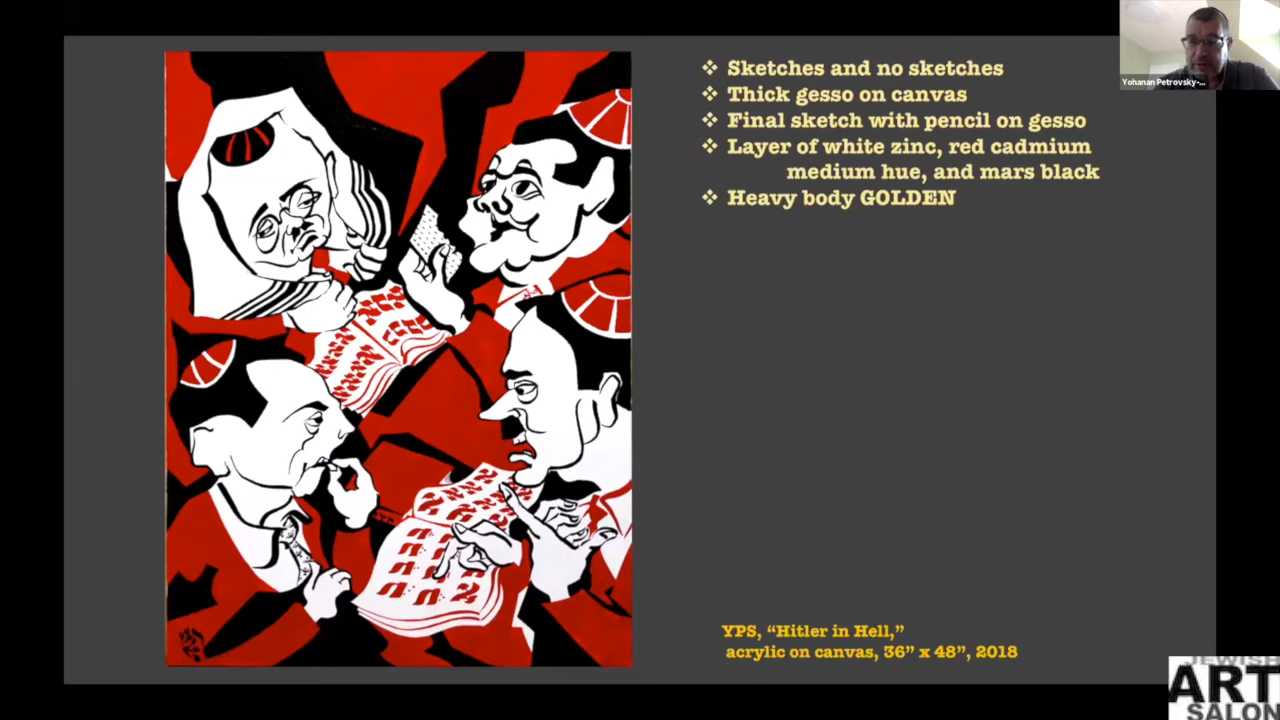 ❖ Sketches and no sketches
❖ Thick gesso on canvas
❖ Final sketch with pencil on gesso
❖ Layer of white zinc, red cadmium
medium hue, and mars black
❖ Heavy body GOLDEN
Yohanan Petrovsky-...
YPS, “Hitler in Hell,”
acrylic on canvas, 36” x 48”, 2018
JEWISH
ART
SALON